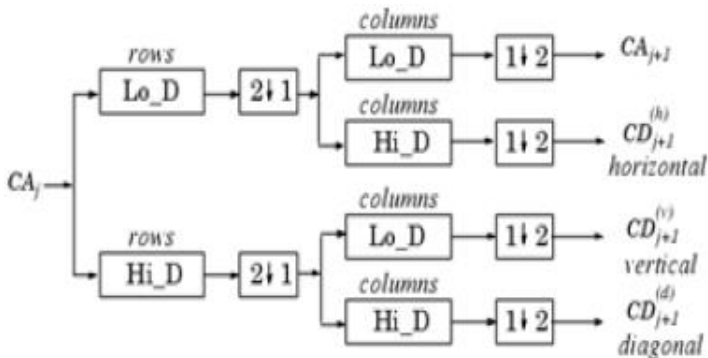 columns
rows
Lo_D 1↓2 CA_{j+1}
Lo_D 2↓1
columns
Hi_D 1↓2 CD_{j+1}^{(h)}
horizontal
CA_j
columns
rows
Lo_D 1↓2 CD_{j+1}^{(v)}
vertical
Hi_D 2↓1
columns
Hi_D 1↓2 CD_{j+1}^{(d)}
diagonal